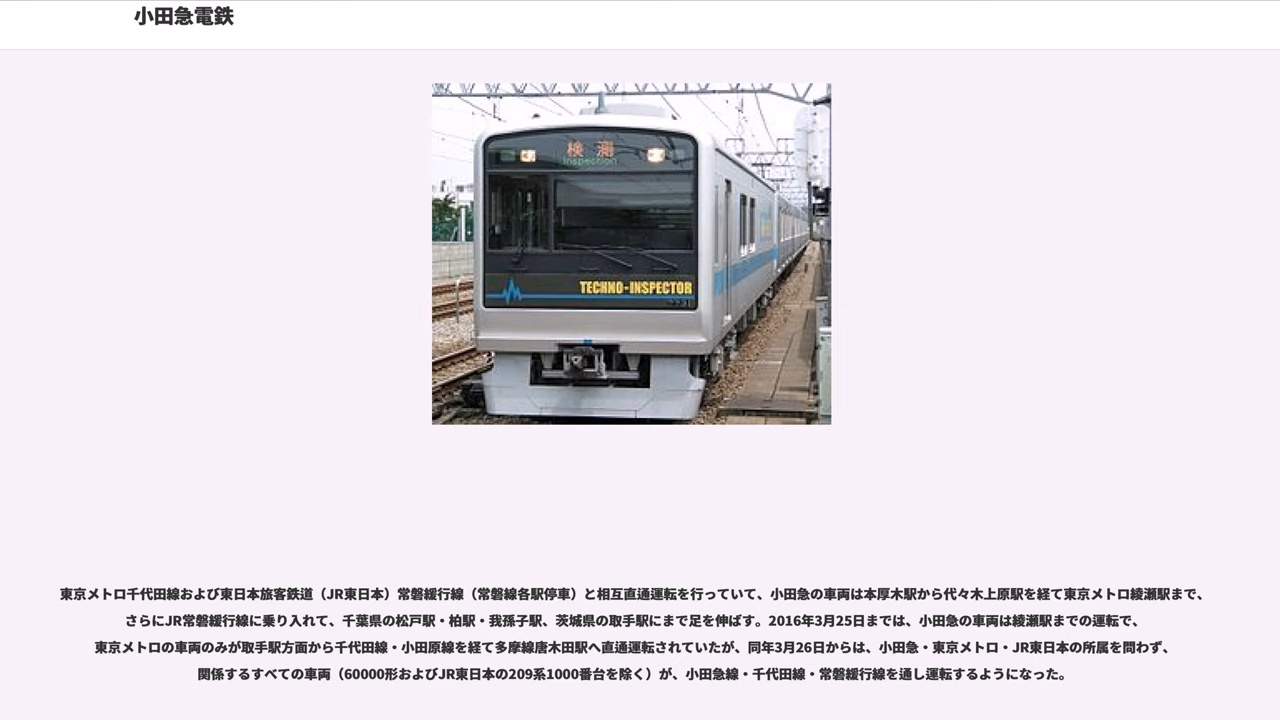 小田急電鉄
検測
Inspection
TECHNO-INSPECTOR
東京メトロ千代田線および東日本旅客鉄道（JR東日本）常磐緩行線（常磐線各駅停車）と相互直通運転を行っていて、小田急の車両は本厚木駅から代々木上原駅を経て東京メトロ綾瀬駅まで、
さらにJR常磐緩行線に乗り入れて、千葉県の松戸駅・柏駅・我孫子駅、茨城県の取手駅にまで足を伸ばす。2016年3月25日までは、小田急の車両は綾瀬駅までの運転で、
東京メトロの車両のみが取手駅方面から千代田線・小田原線を経て多摩線唐木田駅へ直通運転されていたが、同年3月26日からは、小田急・東京メトロ・JR東日本の所属を問わず、
関係するすべての車両（60000形およびJR東日本の209系1000番台を除く）が、小田急線・千代田線・常磐緩行線を通し運転するようになった。